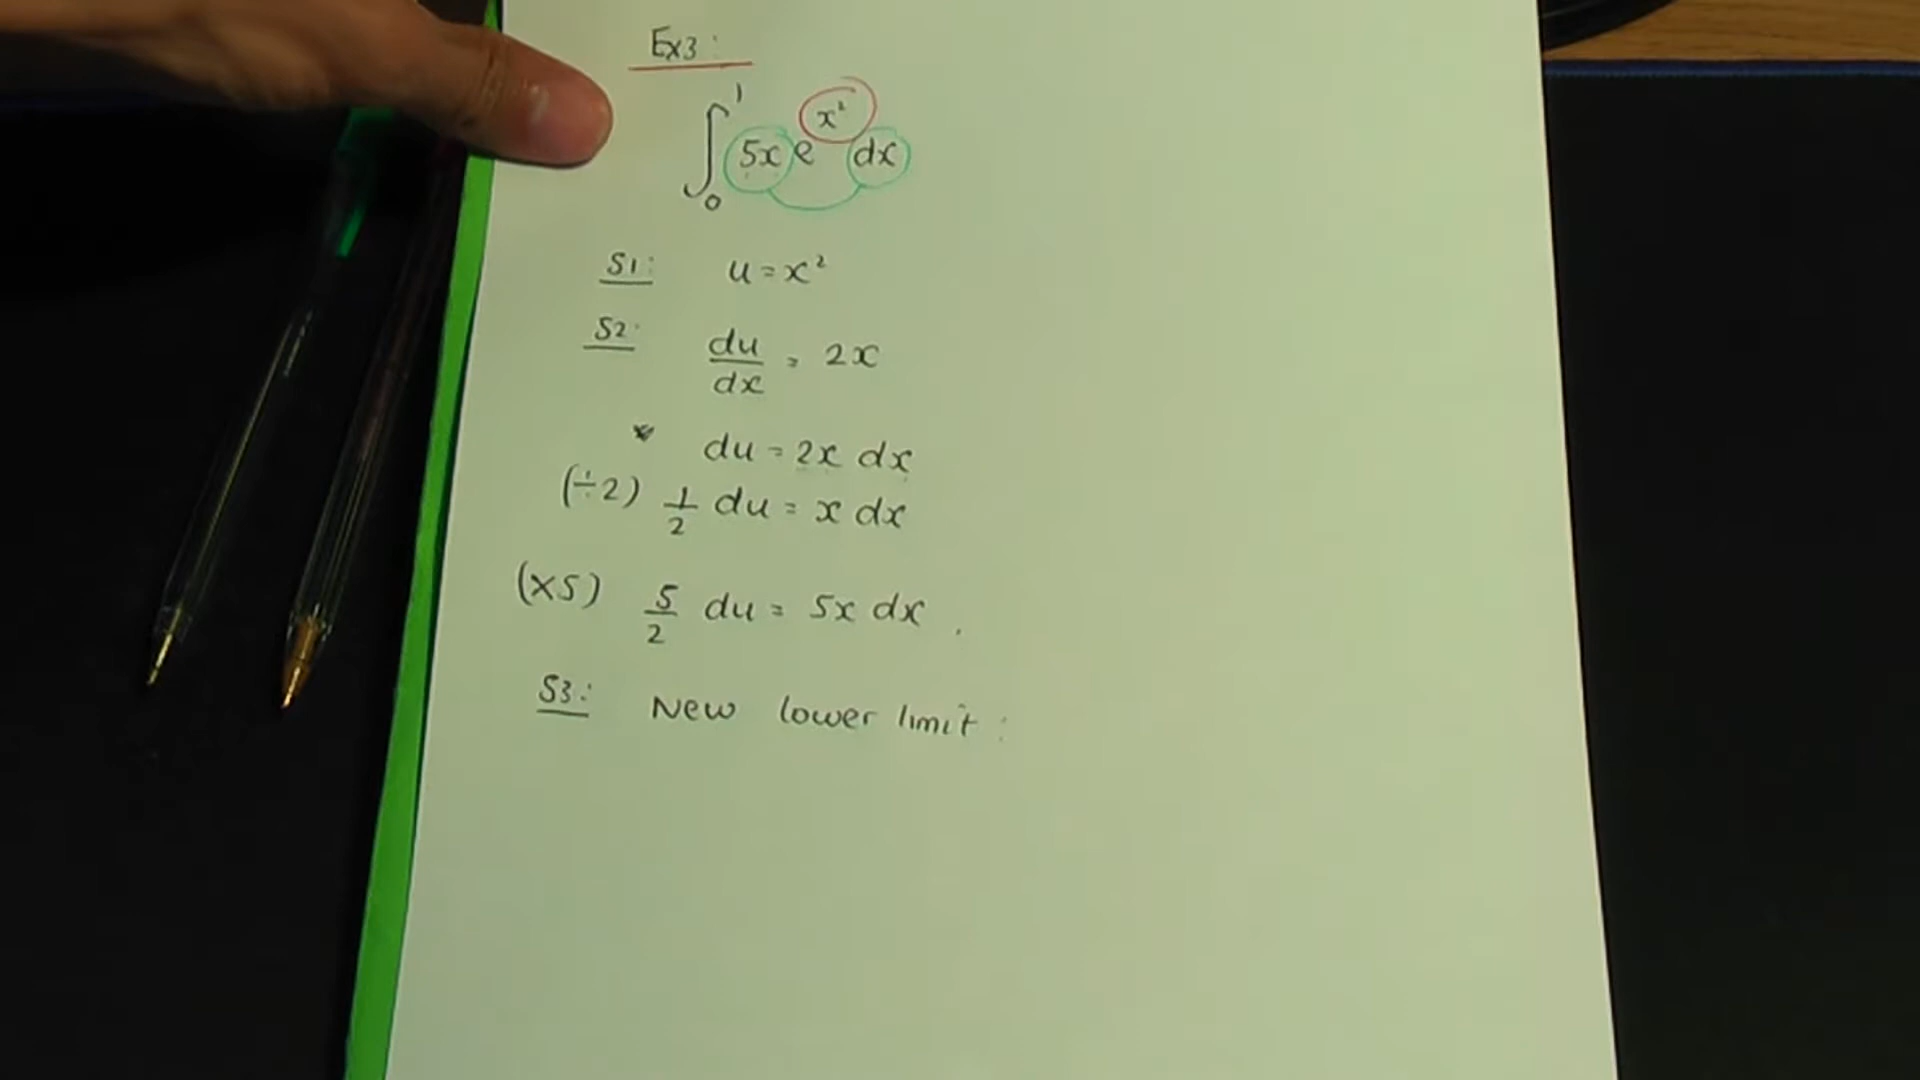 Ex3:
∫₀¹ 5x e^x² dx
S1: u = x²
S2: du/dx = 2x
* du = 2x dx
(÷2) 1/2 du = x dx
(×5) 5/2 du = 5x dx .
S3: New lower limit :